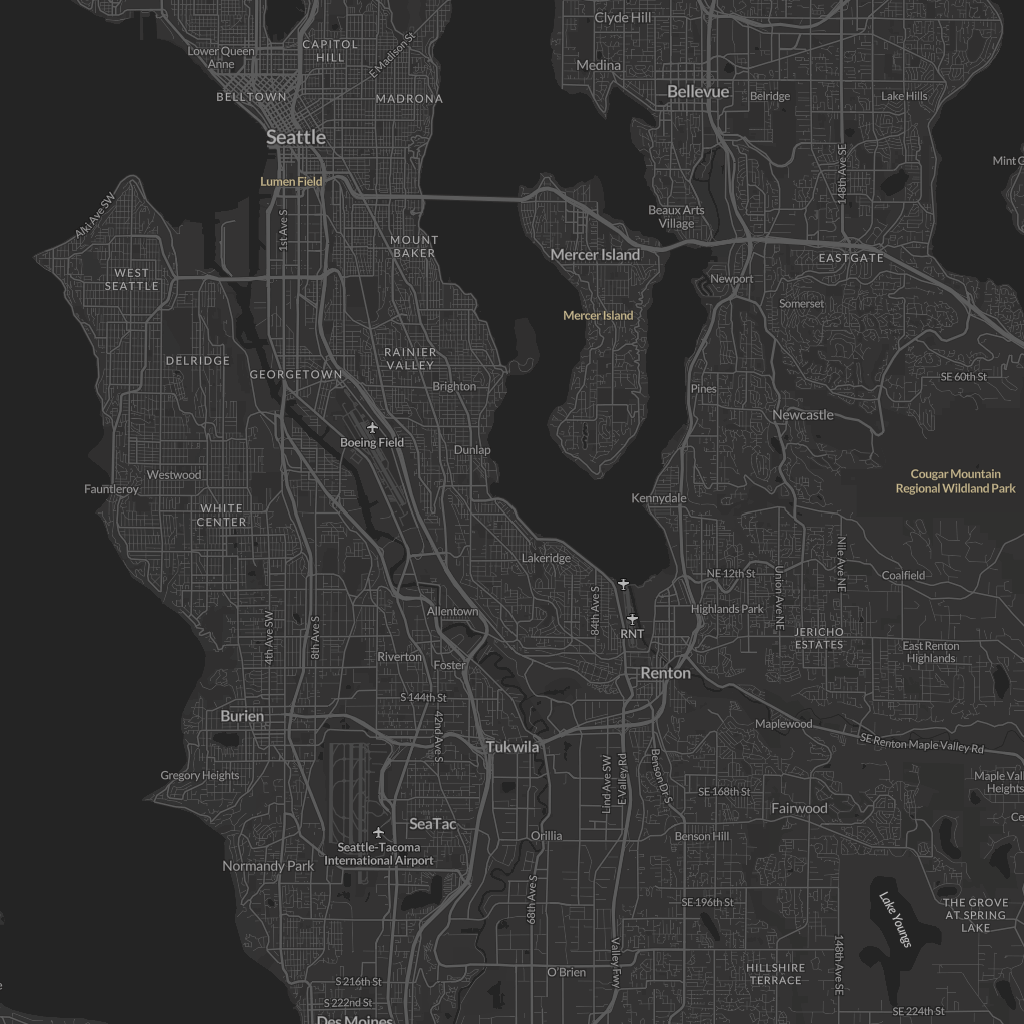 Clyde Hill
CAPITOL
HILL
Lower Queen
Anne
E Madison St
Medina
BELLTOWN
MADRONA
Bellevue
Belridge
Lake Hills
Seattle
148th Ave SE
Lumen Field
Alki Ave SW
1st Ave S
Beaux Arts
Village
MOUNT
BAKER
Mercer Island
EASTGATE
WEST
SEATTLE
Newport
Somerset
Mercer Island
DELRIDGE
RAINIER
VALLEY
GEORGETOWN
Brighton
SE 60th St
Pines
Newcastle
Boeing Field
Dunlap
Westwood
Fauntleroy
Cougar Mountain
Regional Wildland Park
Kennydale
WHITE
CENTER
Lakeridge
Nile Ave NE
NE 12th St
Coalfield
Union Ave NE
84th Ave S
Allentown
Highlands Park
RNT
4th Ave SW
8th Ave S
JERICHO
ESTATES
East Renton
Highlands
Riverton
Foster
Renton
S 144th St
42nd Ave S
Burien
Maplewood
SE Renton Maple Valley Rd
Tukwila
Gregory Heights
Lind Ave SW
E Valley Rd
Benson Dr S
SE 168th St
Heights
Fairwood
SeaTac
Orillia
Benson Hill
Seattle-Tacoma
International Airport
Normandy Park
68th Ave S
SE 196th St
Lake Youngs
THE GROVE
AT SPRING
LAKE
Valley Fwy
148th Ave SE
O'Brien
HILLSHIRE
TERRACE
S 216th St
S 222nd St
SE 224th St
Des Moines